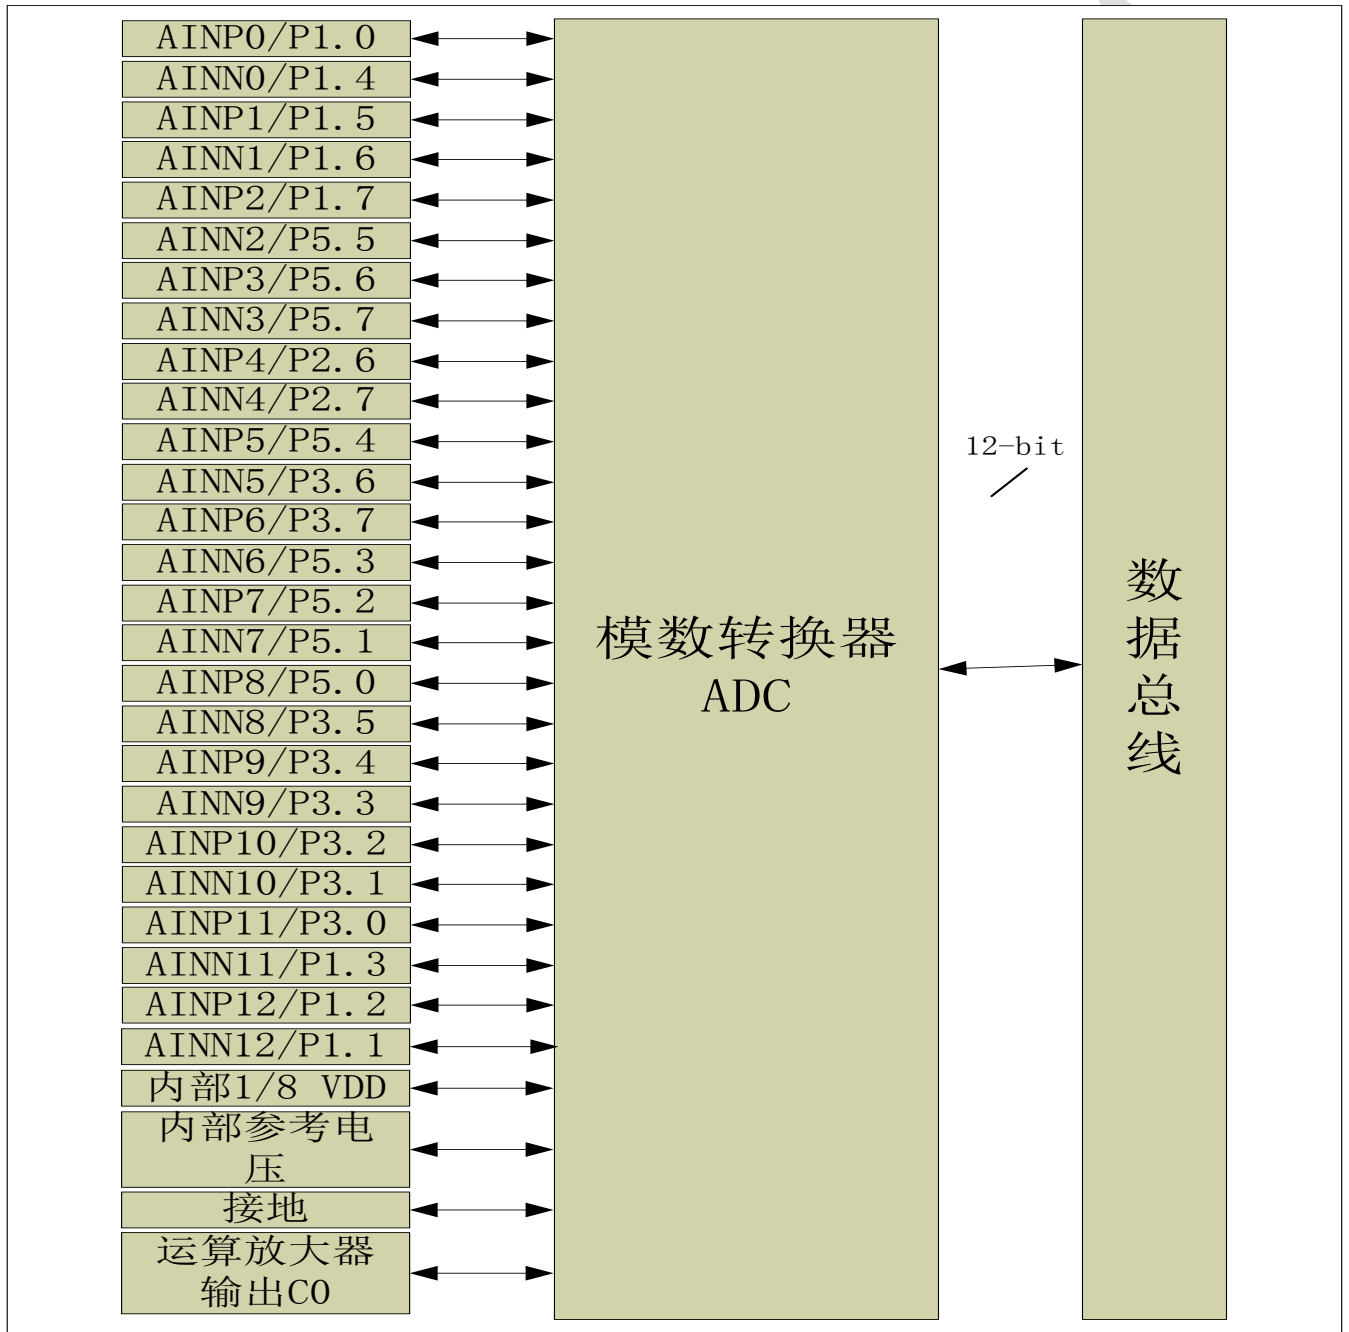 AINP0/P1.0
AINN0/P1.4
AINP1/P1.5
AINN1/P1.6
AINP2/P1.7
AINN2/P5.5
AINP3/P5.6
AINN3/P5.7
AINP4/P2.6
AINN4/P2.7
AINP5/P5.4
AINN5/P3.6
AINP6/P3.7
AINN6/P5.3
AINP7/P5.2
AINN7/P5.1
AINP8/P5.0
AINN8/P3.5
AINP9/P3.4
AINN9/P3.3
AINP10/P3.2
AINN10/P3.1
AINP11/P3.0
AINN11/P1.3
AINP12/P1.2
AINN12/P1.1
内部1/8 VDD
内部参考电
压
接地
运算放大器
输出C0
模数转换器
ADC
12-bit
数
据
总
线